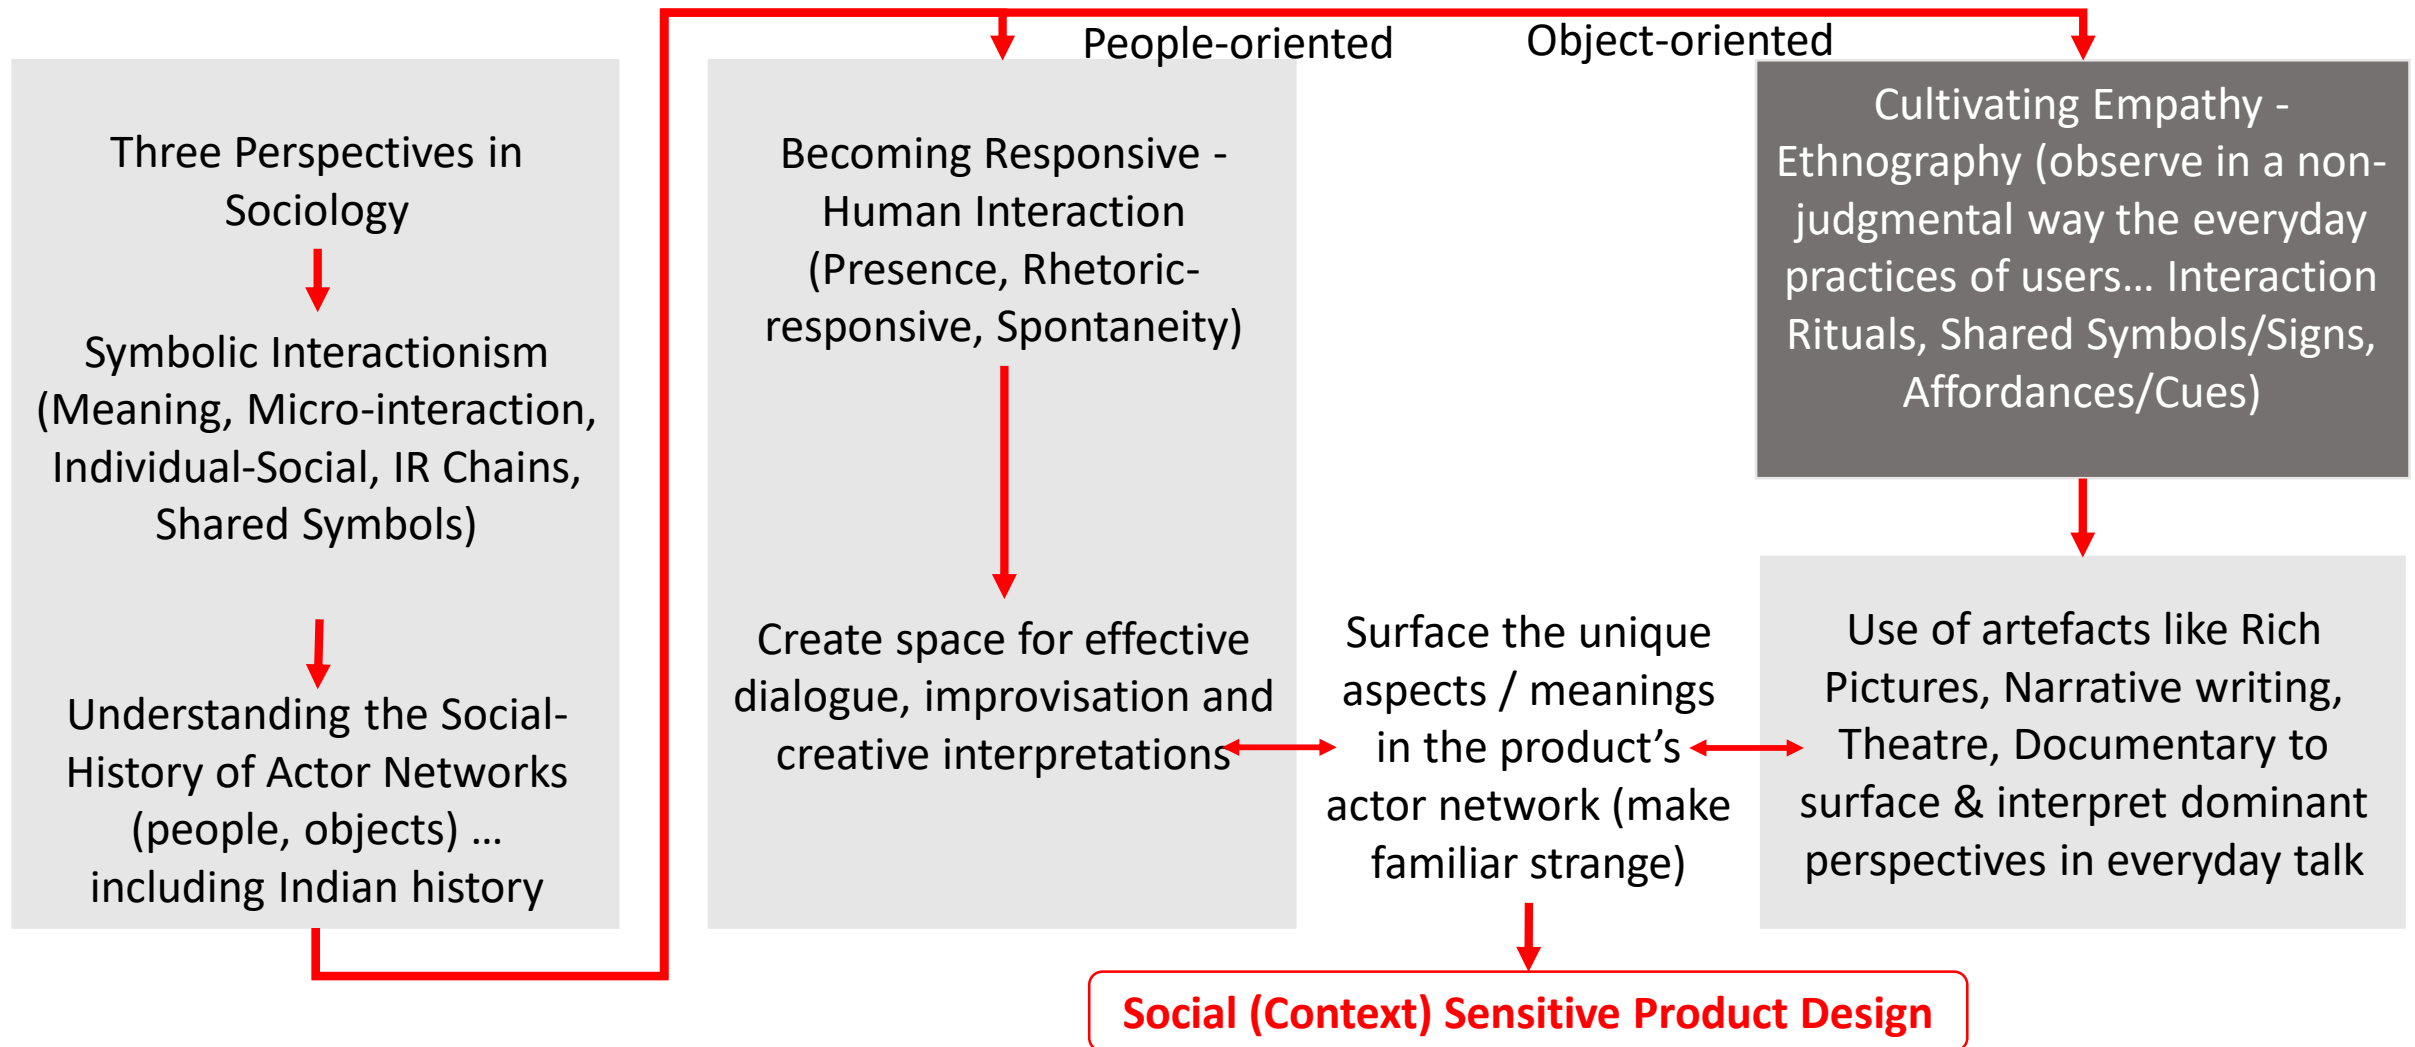 People-oriented
Object-oriented
Three Perspectives in
Sociology
Symbolic Interactionism
(Meaning, Micro-interaction,
Individual-Social, IR Chains,
Shared Symbols)
Understanding the Social-
History of Actor Networks
(people, objects) ...
including Indian history
Becoming Responsive -
Human Interaction
(Presence, Rhetoric-
responsive, Spontaneity)
Create space for effective
dialogue, improvisation and
creative interpretations
Surface the unique
aspects / meanings
in the product’s
actor network (make
familiar strange)
Cultivating Empathy -
Ethnography (observe in a non-
judgmental way the everyday
practices of users... Interaction
Rituals, Shared Symbols/Signs,
Affordances/Cues)
Use of artefacts like Rich
Pictures, Narrative writing,
Theatre, Documentary to
surface & interpret dominant
perspectives in everyday talk
Social (Context) Sensitive Product Design